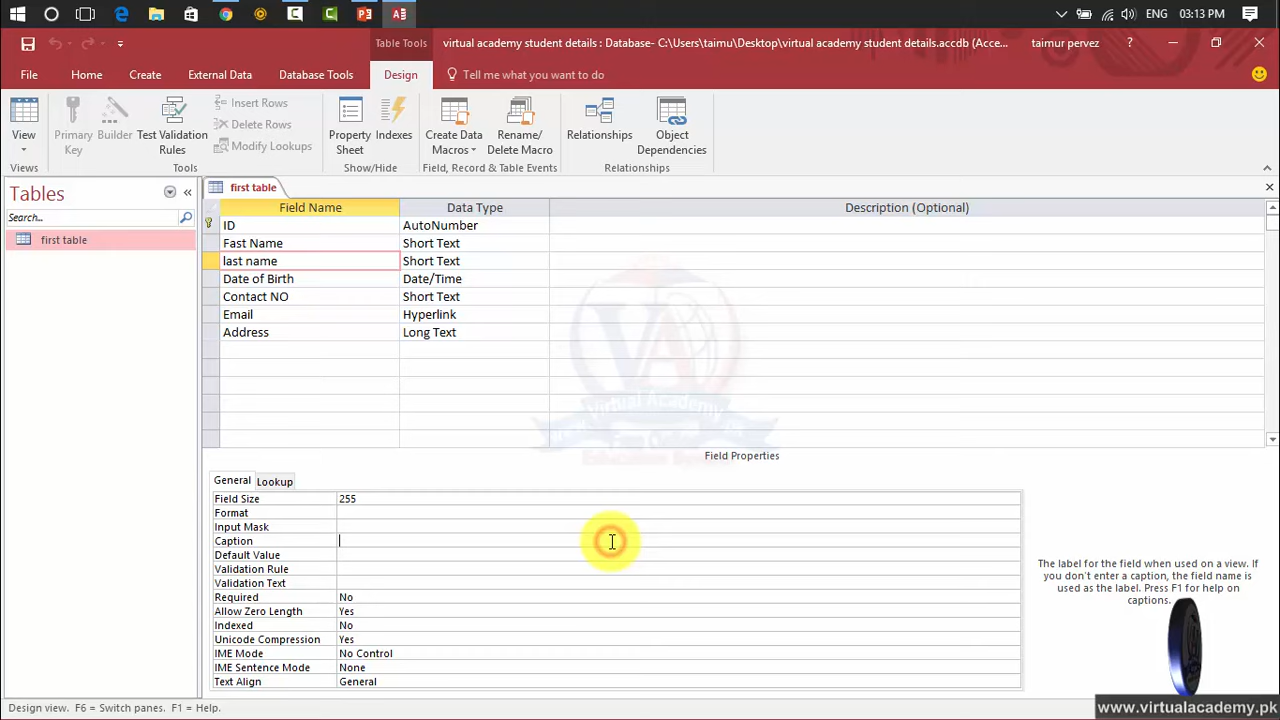 ENG 03:13 PM
Table Tools virtual academy student details : Database- C:\Users\taimu\Desktop\virtual academy student details.accdb (Acce... taimur pervez ?
File Home Create External Data Database Tools Design Tell me what you want to do
View Primary Key Builder Test Validation Rules Insert Rows Delete Rows Modify Lookups Property Sheet Indexes Create Data Macros Rename/ Delete Macro Relationships Object Dependencies
Views Tools Show/Hide Field, Record & Table Events Relationships
Tables
Search...
first table
first table
Field Name Data Type Description (Optional)
ID AutoNumber
Fast Name Short Text
last name Short Text
Date of Birth Date/Time
Contact NO Short Text
Email Hyperlink
Address Long Text
Virtual Academy
Field Properties
General Lookup
Field Size 255
Format
Input Mask
Caption
Default Value
Validation Rule
Validation Text
Required No
Allow Zero Length Yes
Indexed No
Unicode Compression Yes
IME Mode No Control
IME Sentence Mode None
Text Align General
The label for the field when used on a view. If
you don't enter a caption, the field name is
used as the label. Press F1 for help on
captions.
Design view. F6 = Switch panes. F1 = Help.
www.virtualacademy.pk